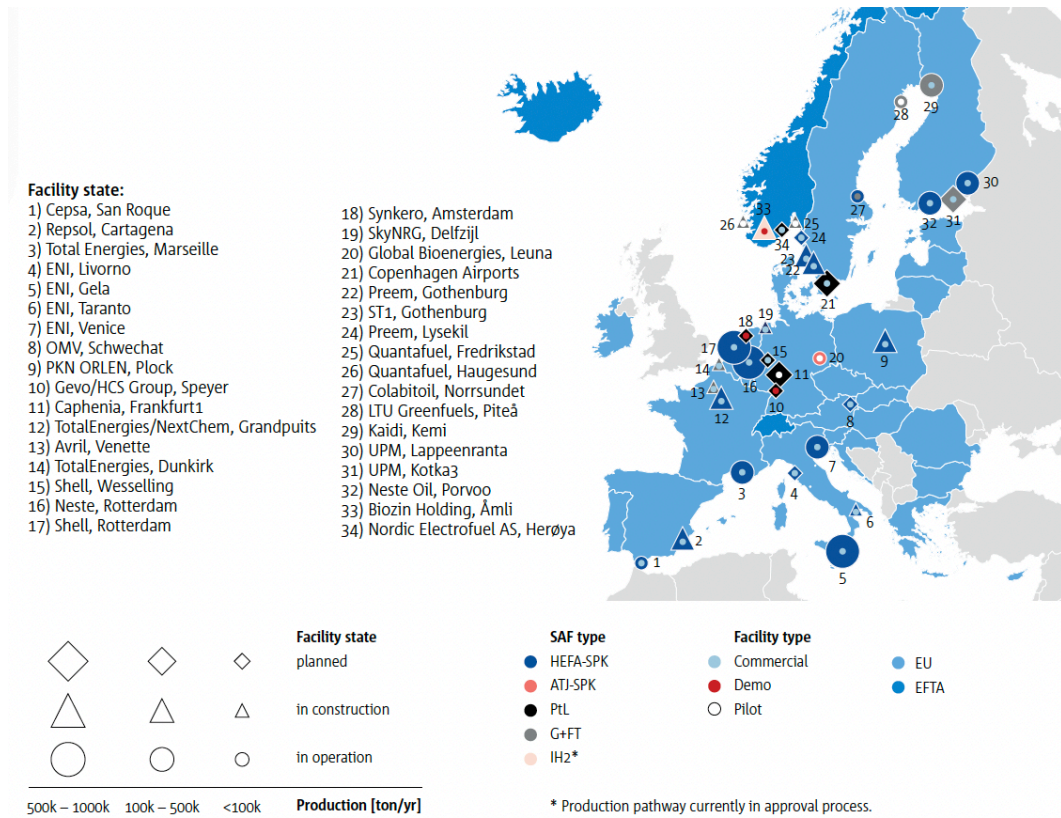 Facility state:
1) Cepsa, San Roque
2) Repsol, Cartagena
3) Total Energies, Marseille
4) ENI, Livorno
5) ENI, Gela
6) ENI, Taranto
7) ENI, Venice
8) OMV, Schwechat
9) PKN ORLEN, Plock
10) Gevo/HCS Group, Speyer
11) Caphenia, Frankfurt1
12) TotalEnergies/NextChem, Grandpuits
13) Avril, Venette
14) TotalEnergies, Dunkirk
15) Shell, Wesselling
16) Neste, Rotterdam
17) Shell, Rotterdam
18) Synkero, Amsterdam
19) SkyNRG, Delfzijl
20) Global Bioenergies, Leuna
21) Copenhagen Airports
22) Preem, Gothenburg
23) ST1, Gothenburg
24) Preem, Lysekil
25) Quantafuel, Fredrikstad
26) Quantafuel, Haugesund
27) Colabitoil, Norrsundet
28) LTU Greenfuels, Piteå
29) Kaidi, Kemi
30) UPM, Lappeenranta
31) UPM, Kotka3
32) Neste Oil, Porvoo
33) Biozin Holding, Åmli
34) Nordic Electrofuel AS, Herøya
28
29
30
27
32
31
26
33
25
34
24
23
22
21
19
18
17
15
20
14
16
11
9
13
12
10
8
7
3
4
6
2
1
5
Facility state
planned
in construction
in operation
500k – 1000k
100k – 500k
<100k
Production [ton/yr]
SAF type
HEFA-SPK
ATJ-SPK
PtL
G+FT
IH2*
Facility type
Commercial
Demo
Pilot
EU
EFTA
* Production pathway currently in approval process.